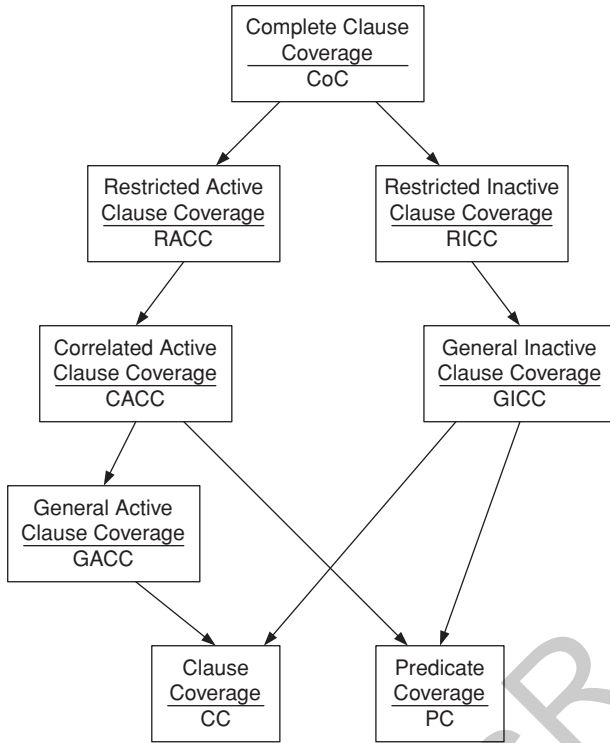 Complete Clause
Coverage
CoC
Restricted Active
Clause Coverage
RACC
Restricted Inactive
Clause Coverage
RICC
Correlated Active
Clause Coverage
CACC
General Inactive
Clause Coverage
GICC
General Active
Clause Coverage
GACC
Clause
Coverage
CC
Predicate
Coverage
PC